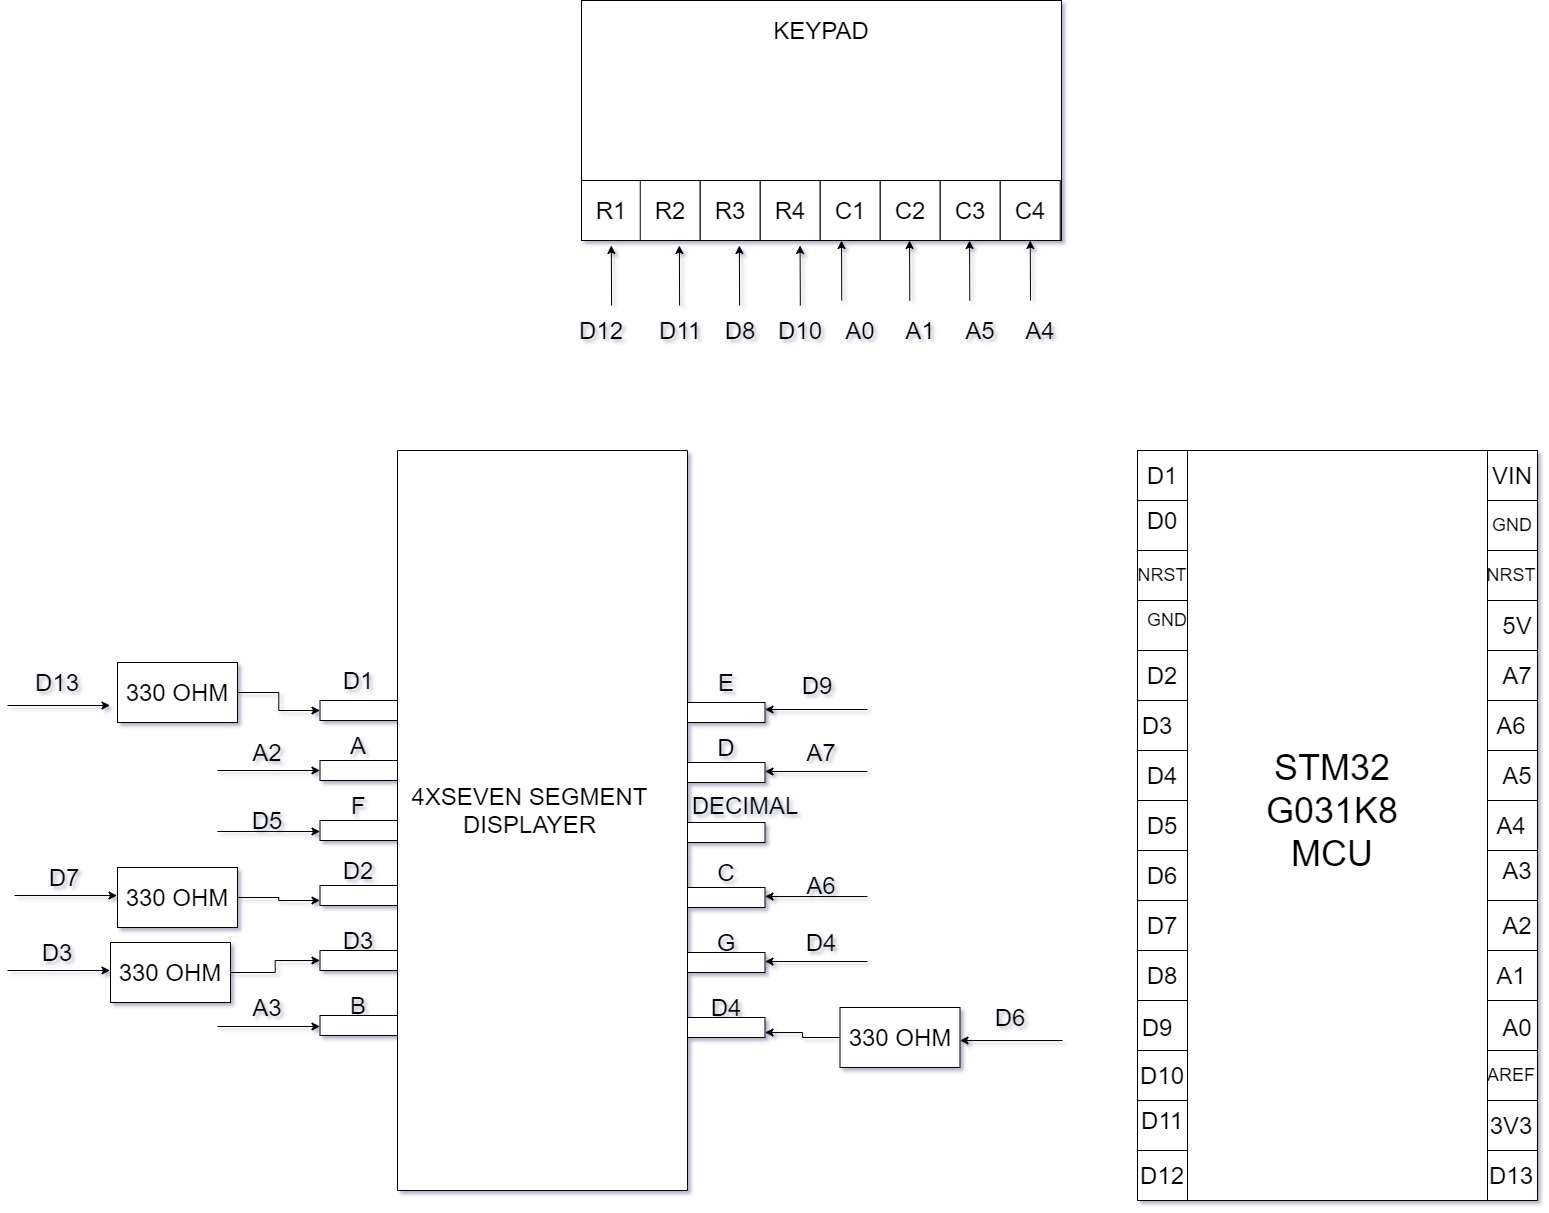 KEYPAD
R1 R2 R3 R4 C1 C2 C3 C4
D12 D11 D8 D10 A0 A1 A5 A4
D13
330 OHM
D1
A2
A
D5
F
D7
330 OHM
D2
D3
330 OHM
D3
A3
B
4XSEVEN SEGMENT
DISPLAYER
E
D9
D
A7
DECIMAL
C
A6
G
D4
D4
330 OHM
D6
D1
D0
NRST
GND
D2
D3
D4
D5
D6
D7
D8
D9
D10
D11
D12
STM32
G031K8
MCU
VIN
GND
NRST
5V
A7
A6
A5
A4
A3
A2
A1
A0
AREF
3V3
D13